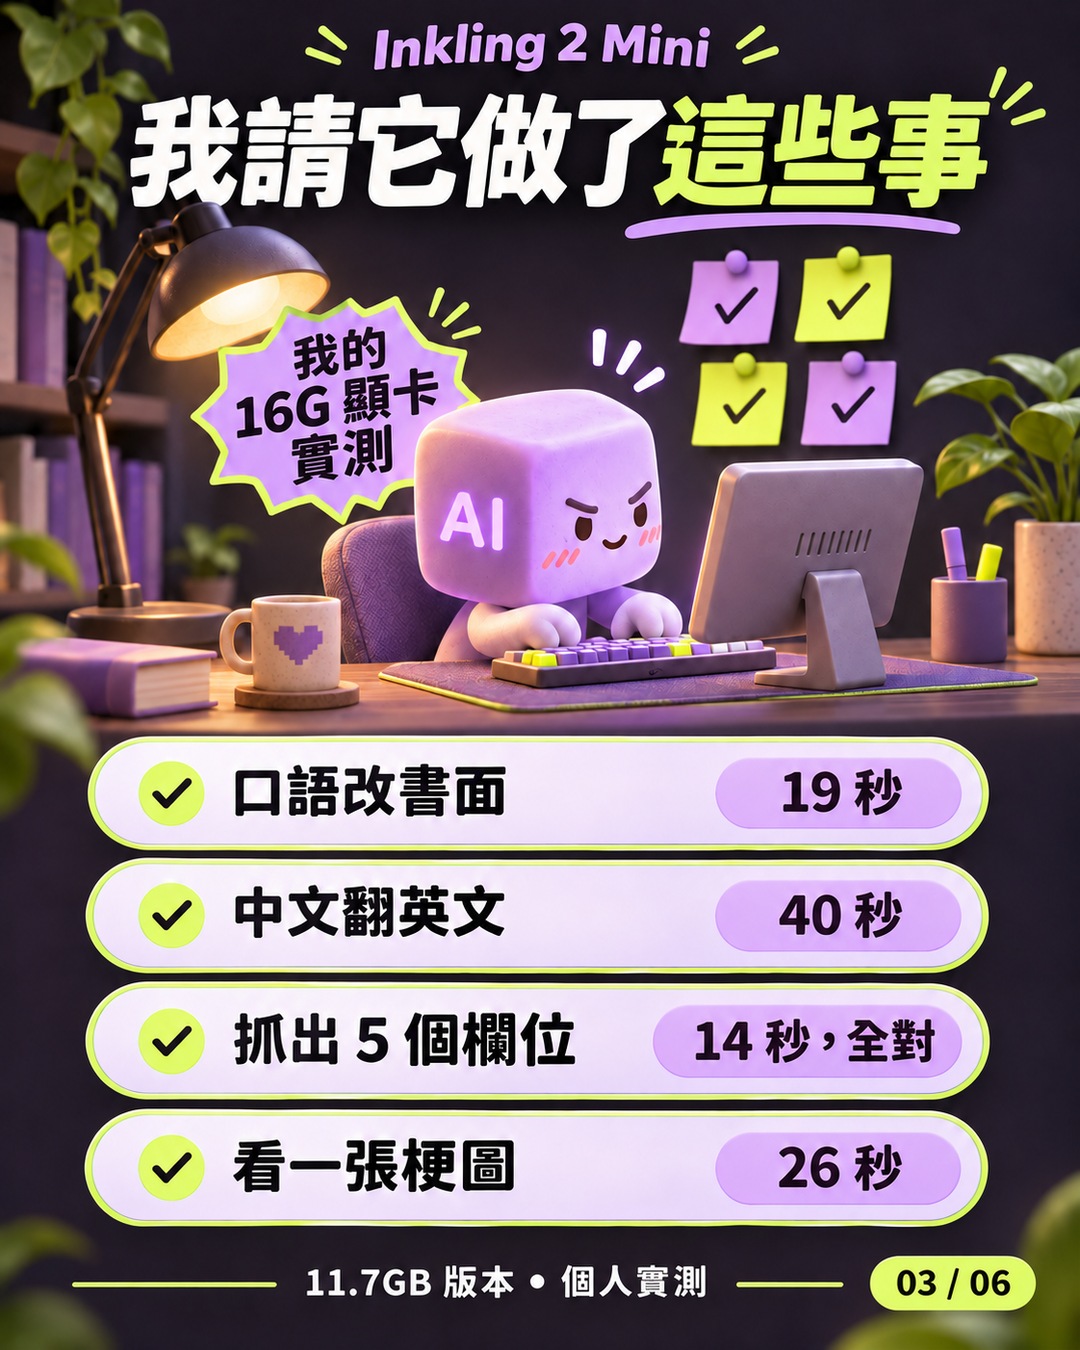 Inkling 2 Mini
我請它做了這些事
我的
16G 顯卡
實測
AI
口語改書面
19 秒
中文翻英文
40 秒
抓出 5 個欄位
14 秒，全對
看一張梗圖
26 秒
11.7GB 版本 • 個人實測
03 / 06